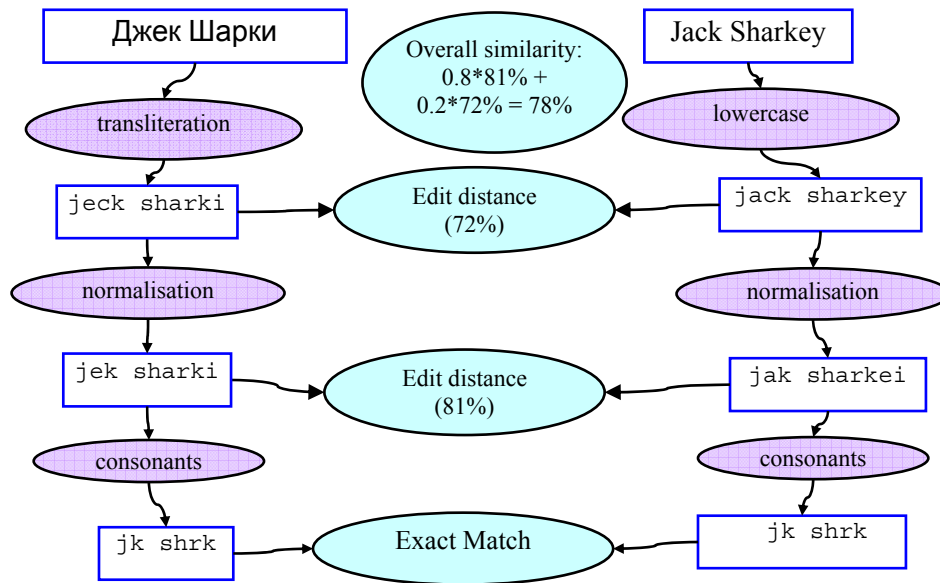 Джек Шарки
Overall similarity:
0.8*81% +
0.2*72% = 78%
Jack Sharkey
transliteration
lowercase
jeck sharki
Edit distance
(72%)
jack sharkey
normalisation
normalisation
jek sharki
Edit distance
(81%)
jak sharkei
consonants
consonants
jk shrk
Exact Match
jk shrk